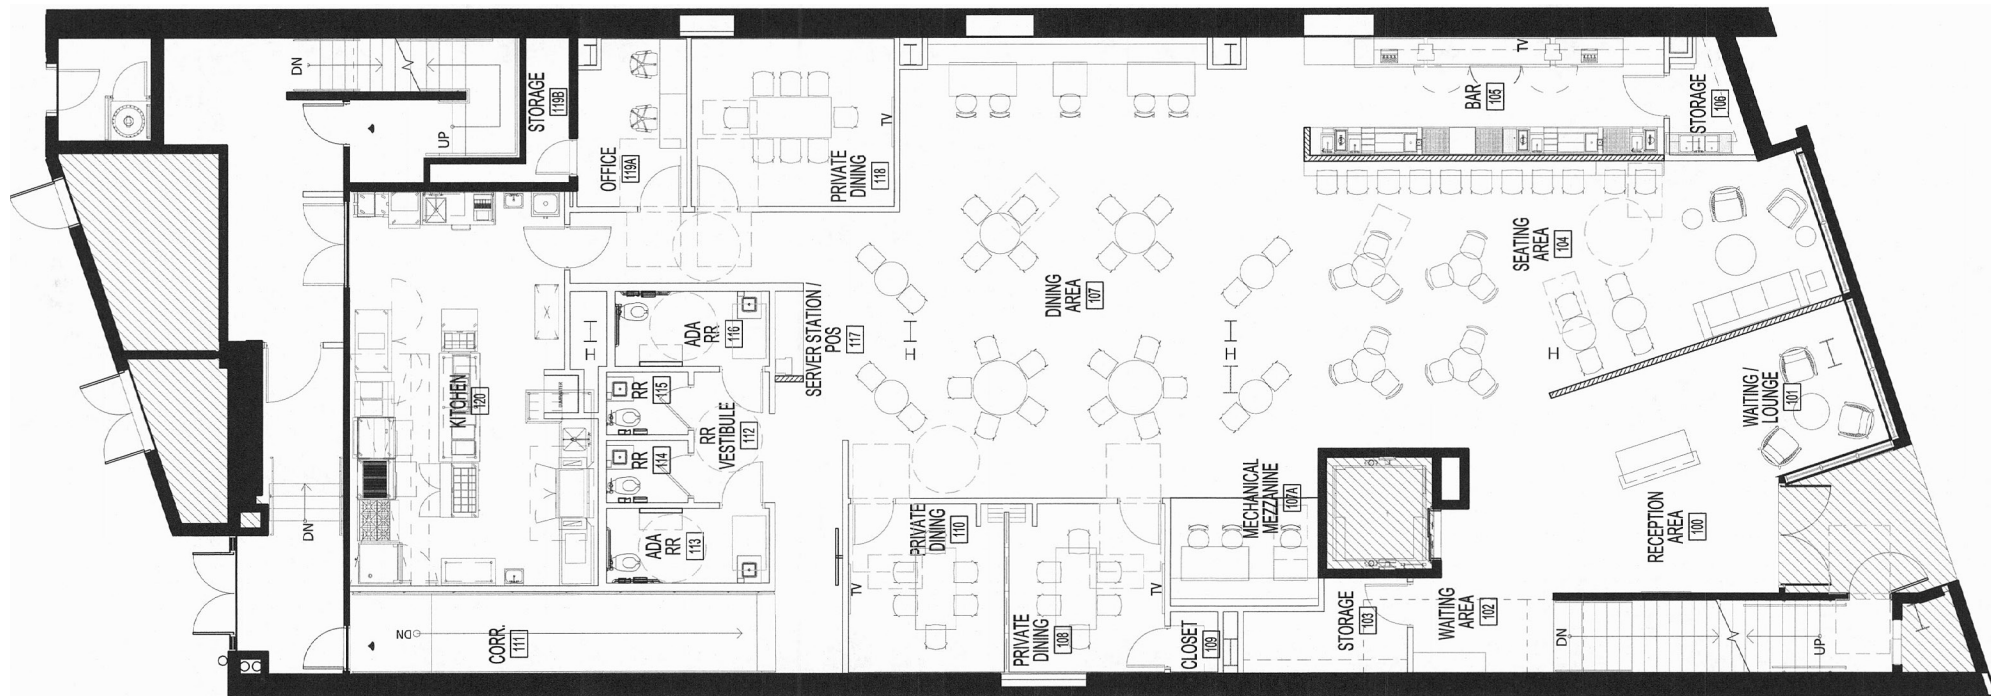 DN
UP
STORAGE
119B
OFFICE
119A
PRIVATE
DINING
118
TV
BAR
105
TV
STORAGE
106
SEATING
AREA
104
DINING
AREA
107
SERVER STATION /
POS
117
ADA
RR
116
RR
115
RR
VESTIBULE
112
RR
114
ADA
RR
113
KITCHEN
120
DN
CORR.
111
DN
PRIVATE
DINING
110
TV
PRIVATE
DINING
108
TV
MECHANICAL
MEZZANINE
107A
CLOSET
109
STORAGE
103
WAITING
AREA
102
RECEPTION
AREA
100
WAITING /
LOUNGE
101
DN
UP